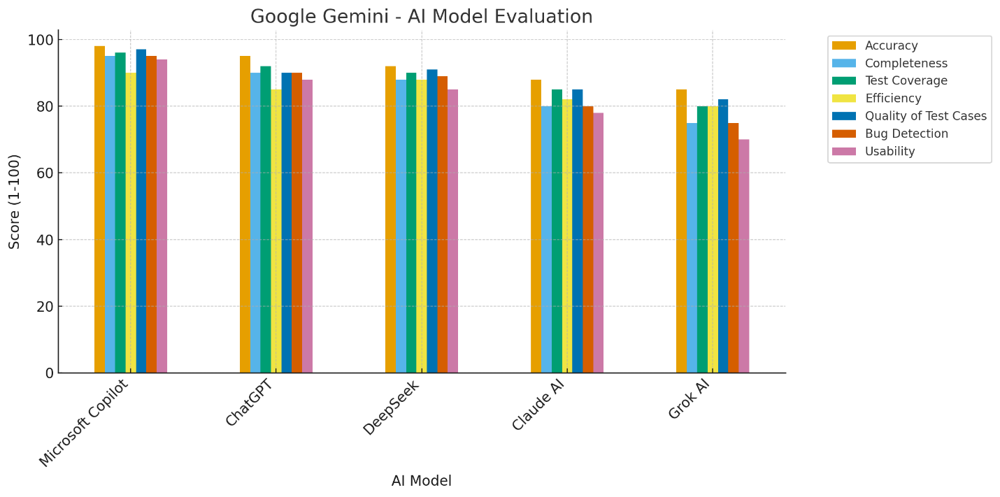 Google Gemini - AI Model Evaluation
Score (1-100)
100
80
60
40
20
0
Microsoft Copilot
ChatGPT
DeepSeek
Claude AI
Grok AI
AI Model
Accuracy
Completeness
Test Coverage
Efficiency
Quality of Test Cases
Bug Detection
Usability